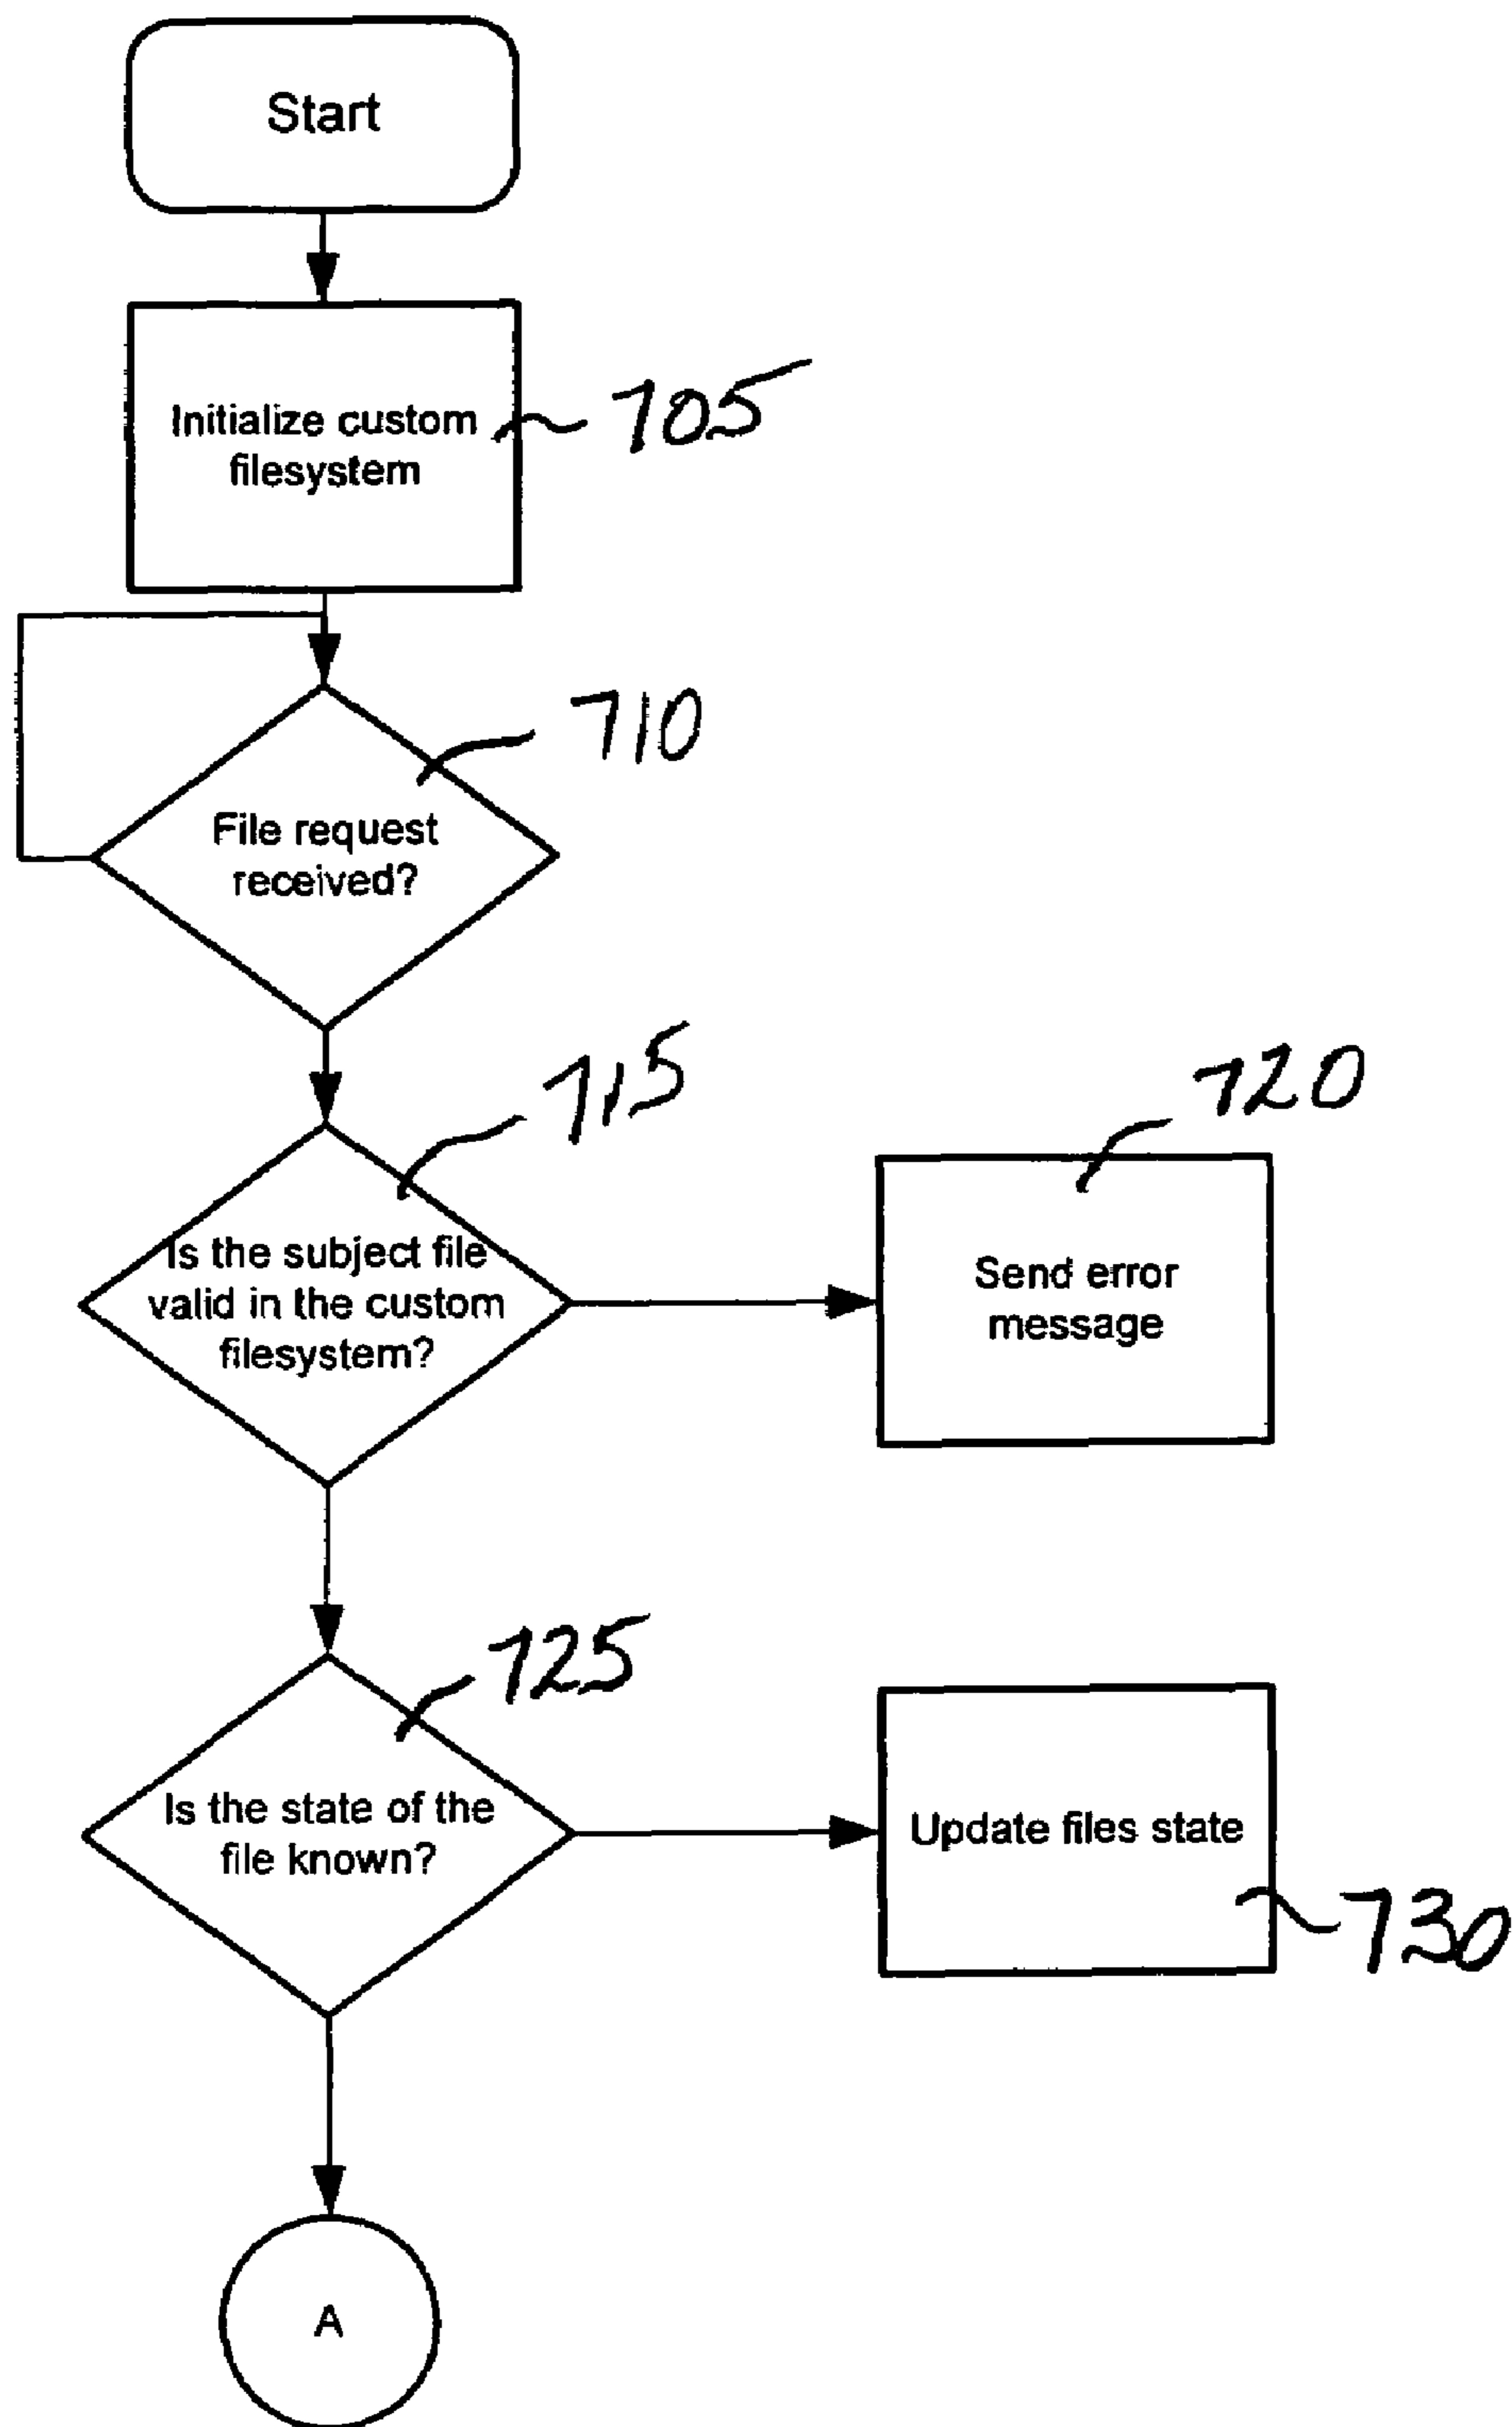 Start
Initialize custom
filesystem
705
710
File request
received?
715
720
Is the subject file
valid in the custom
filesystem?
Send error
message
725
Is the state of the
file known?
Update files state
730
A